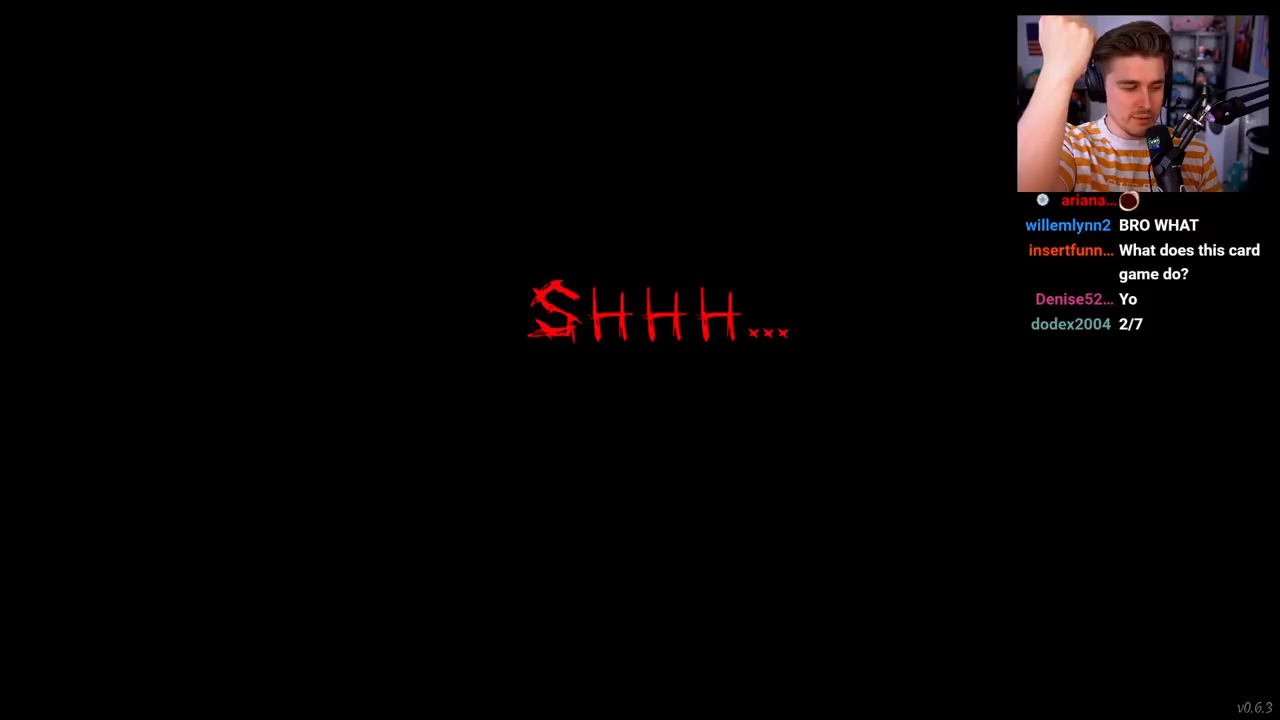 SHHH...
ariana…
willemlynn2 BRO WHAT
insertfunn… What does this card
game do?
Denise52… Yo
dodex2004 2/7
v0.6.3